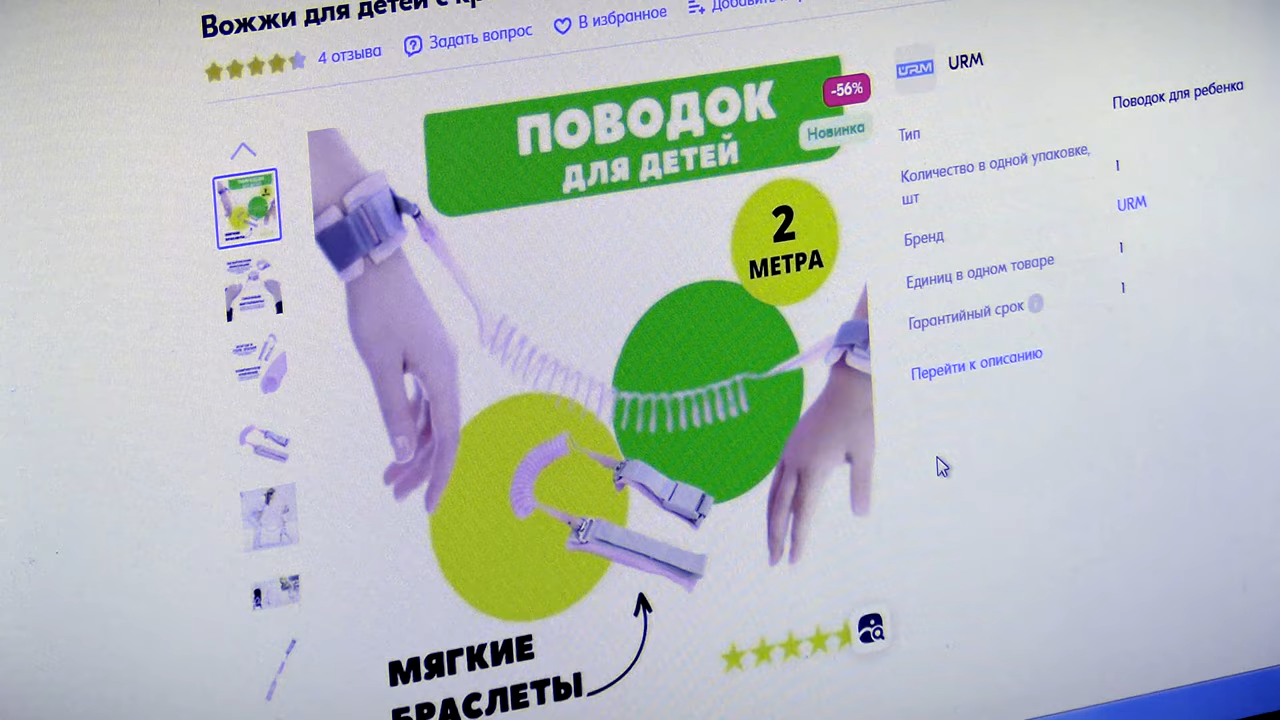 Вожжи для детей с
4 отзыва
Задать вопрос
В избранное
Добавить
ПОВОДОК
ДЛЯ ДЕТЕЙ
-56%
Новинка
2
МЕТРА
МЯГКИЕ
БРАСЛЕТЫ
URM
URM
Тип
Поводок для ребенка
Количество в одной упаковке,
шт
1
Бренд
URM
Единиц в одном товаре
1
Гарантийный срок
1
Перейти к описанию